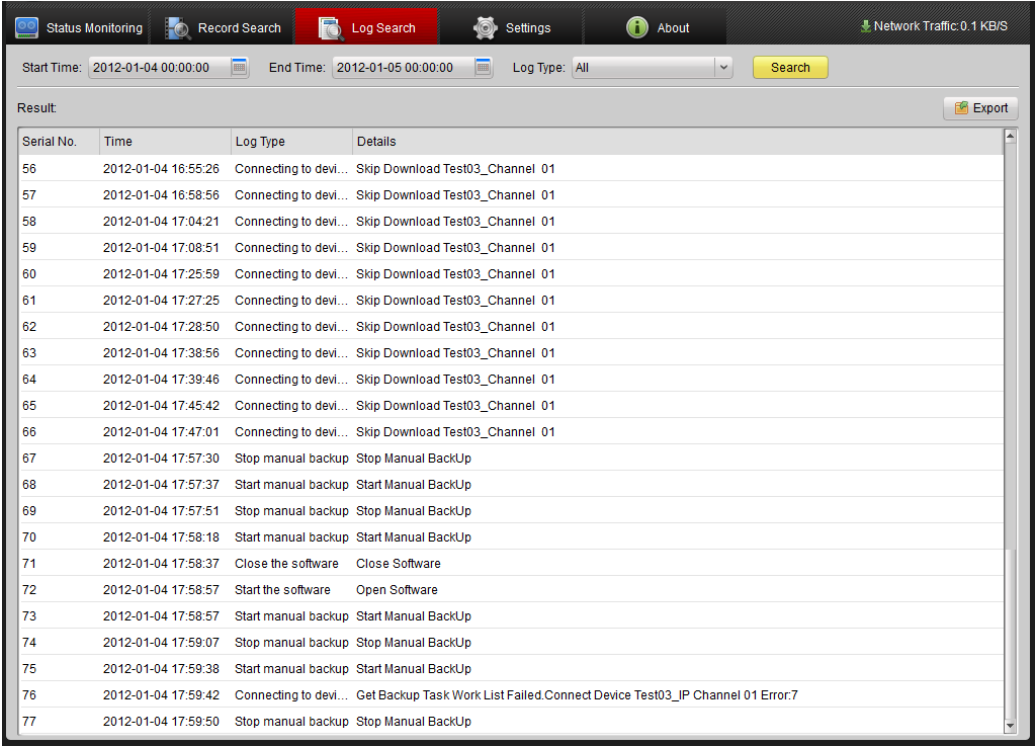 Status Monitoring Record Search Log Search Settings About Network Traffic:0.1 KB/S
Start Time: 2012-01-04 00:00:00 End Time: 2012-01-05 00:00:00 Log Type: All Search
Result: Export
Serial No. Time Log Type Details
56 2012-01-04 16:55:26 Connecting to devi... Skip Download Test03_Channel 01
57 2012-01-04 16:58:56 Connecting to devi... Skip Download Test03_Channel 01
58 2012-01-04 17:04:21 Connecting to devi... Skip Download Test03_Channel 01
59 2012-01-04 17:08:51 Connecting to devi... Skip Download Test03_Channel 01
60 2012-01-04 17:25:59 Connecting to devi... Skip Download Test03_Channel 01
61 2012-01-04 17:27:25 Connecting to devi... Skip Download Test03_Channel 01
62 2012-01-04 17:28:50 Connecting to devi... Skip Download Test03_Channel 01
63 2012-01-04 17:38:56 Connecting to devi... Skip Download Test03_Channel 01
64 2012-01-04 17:39:46 Connecting to devi... Skip Download Test03_Channel 01
65 2012-01-04 17:45:42 Connecting to devi... Skip Download Test03_Channel 01
66 2012-01-04 17:47:01 Connecting to devi... Skip Download Test03_Channel 01
67 2012-01-04 17:57:30 Stop manual backup Stop Manual BackUp
68 2012-01-04 17:57:37 Start manual backup Start Manual BackUp
69 2012-01-04 17:57:51 Stop manual backup Stop Manual BackUp
70 2012-01-04 17:58:18 Start manual backup Start Manual BackUp
71 2012-01-04 17:58:37 Close the software Close Software
72 2012-01-04 17:58:57 Start the software Open Software
73 2012-01-04 17:58:57 Start manual backup Start Manual BackUp
74 2012-01-04 17:59:07 Stop manual backup Stop Manual BackUp
75 2012-01-04 17:59:38 Start manual backup Start Manual BackUp
76 2012-01-04 17:59:42 Connecting to devi... Get Backup Task Work List Failed.Connect Device Test03_IP Channel 01 Error:7
77 2012-01-04 17:59:50 Stop manual backup Stop Manual BackUp